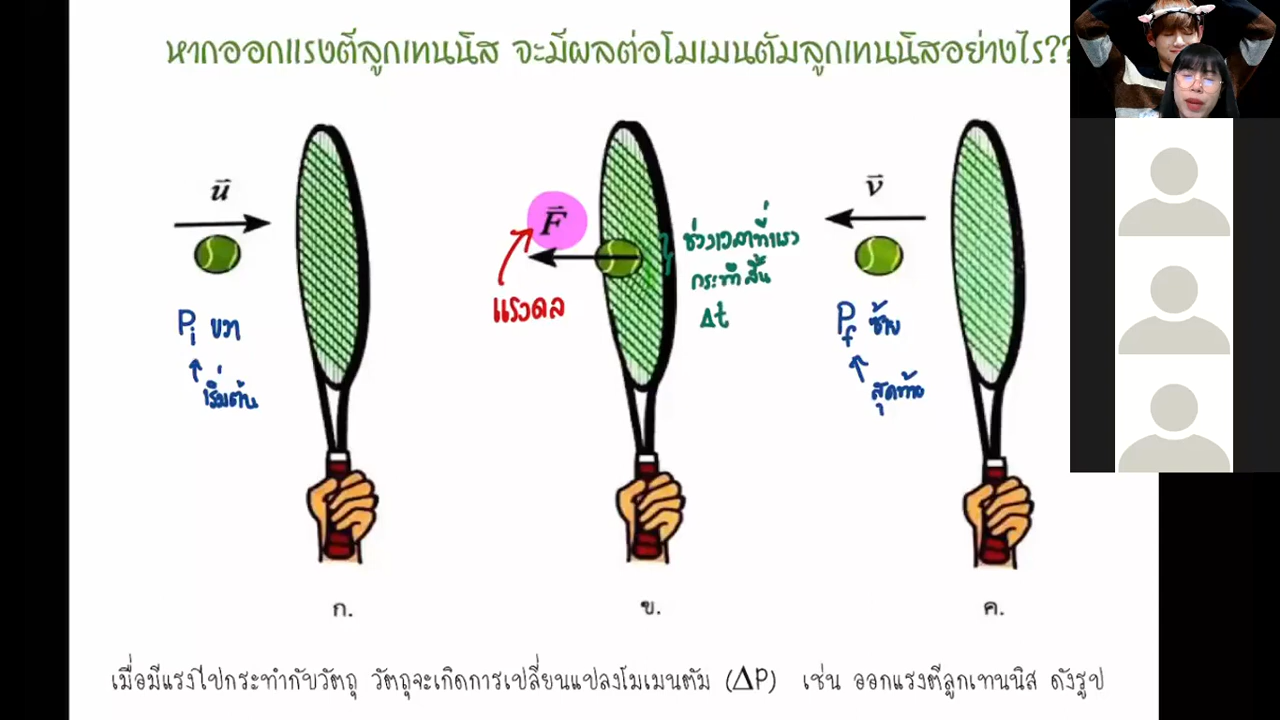 หากออกแรงตีลูกเทนนิส จะมีผลต่อโมเมนตัมลูกเทนนิสอย่างไร??
u⃗
Pi ขวา
เริ่มต้น
F⃗
แรงดล
ช่วงเวลาที่แรง
กระทำสั้น
Δt
v⃗
Pf ซ้าย
สุดท้าย
ก.
ข.
ค.
เมื่อมีแรงไปกระทำกับวัตถุ วัตถุจะเกิดการเปลี่ยนแปลงโมเมนตัม (ΔP) เช่น ออกแรงตีลูกเทนนิส ดังรูป